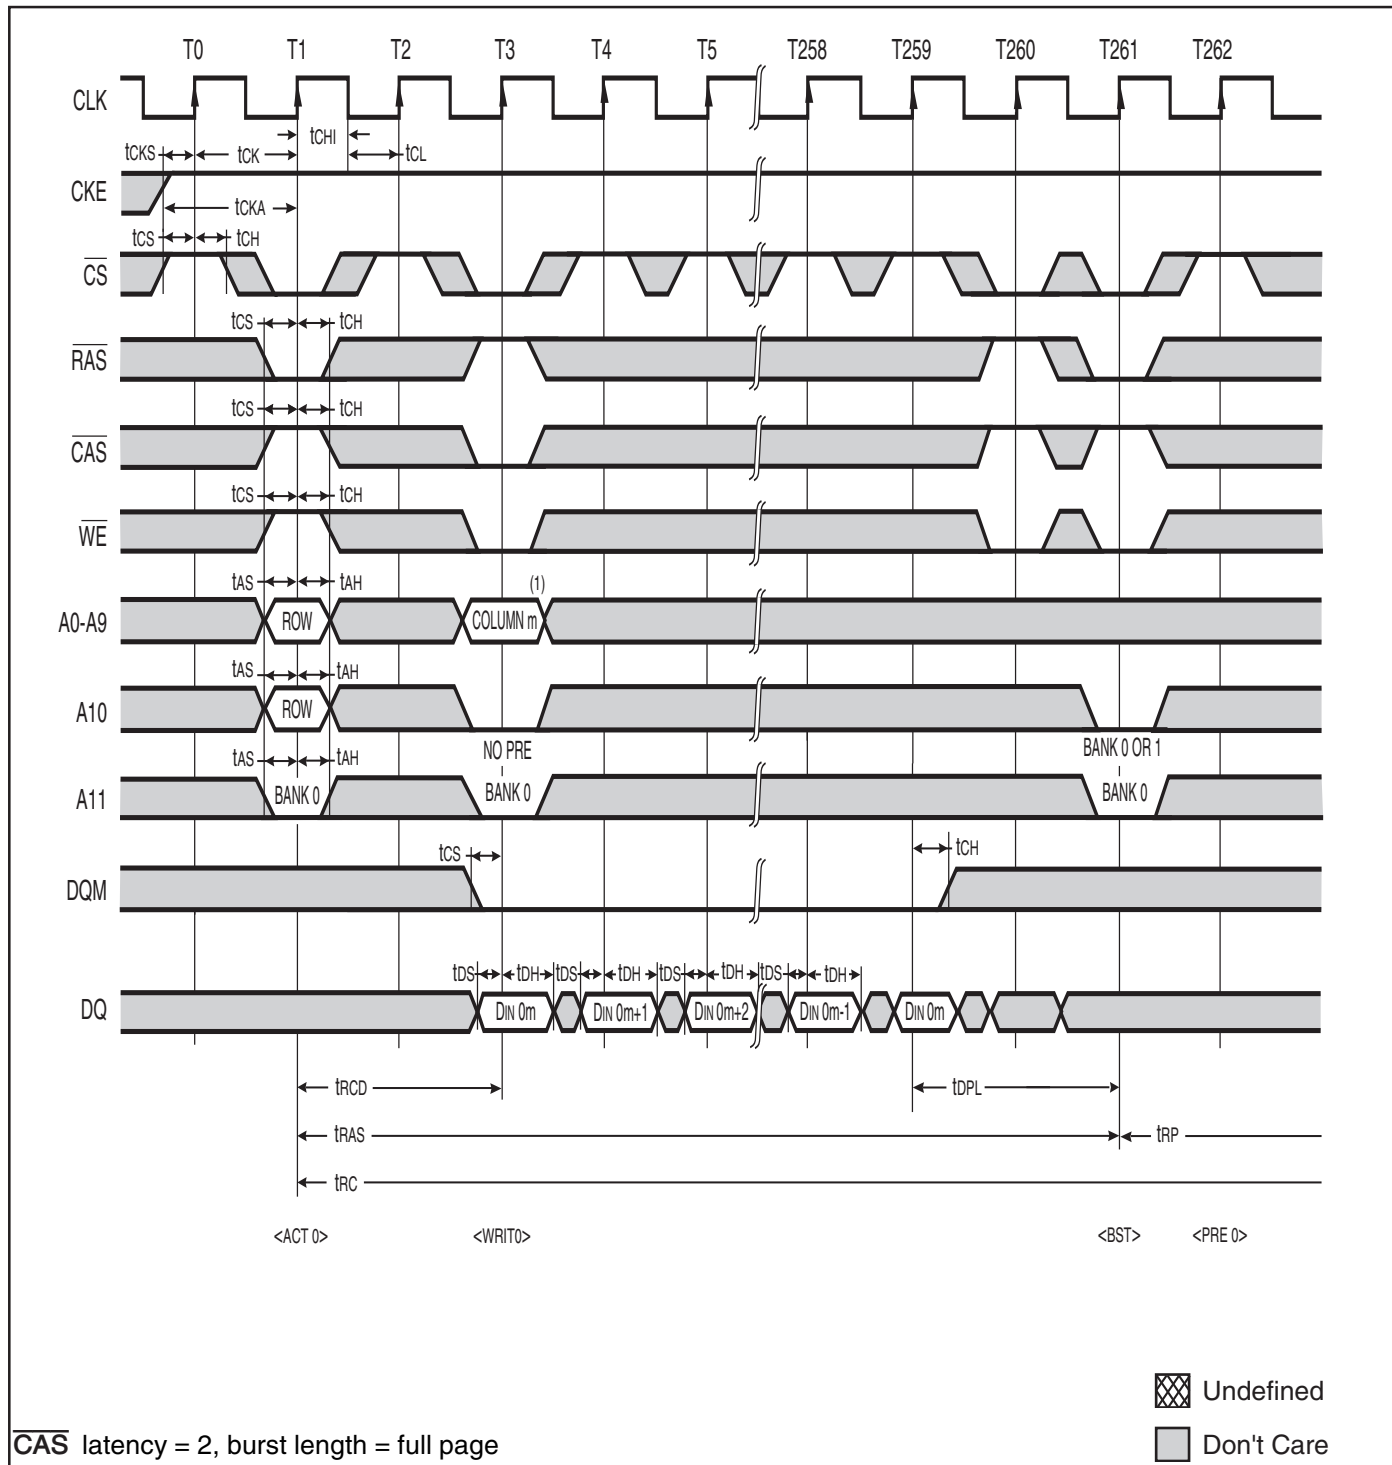 T0 T1 T2 T3 T4 T5 T258 T259 T260 T261 T262
CLK
tCHI
tCKS tCK tCL
CKE
tCKA
tCS tCH
CS
tCS tCH
RAS
tCS tCH
CAS
tCS tCH
WE
tAS tAH (1)
A0-A9 ROW COLUMN m
tAS tAH
A10 ROW
NO PRE BANK 0 OR 1
tAS tAH
A11 BANK 0 BANK 0 BANK 0
tCS tCH
DQM
tDS tDH tDS tDH tDS tDH tDS tDH
DQ DIN 0m DIN 0m+1 DIN 0m+2 DIN 0m-1 DIN 0m
tRCD tDPL
tRAS tRP
tRC
<ACT 0> <WRIT0> <BST> <PRE 0>
Undefined
CAS latency = 2, burst length = full page
Don't Care